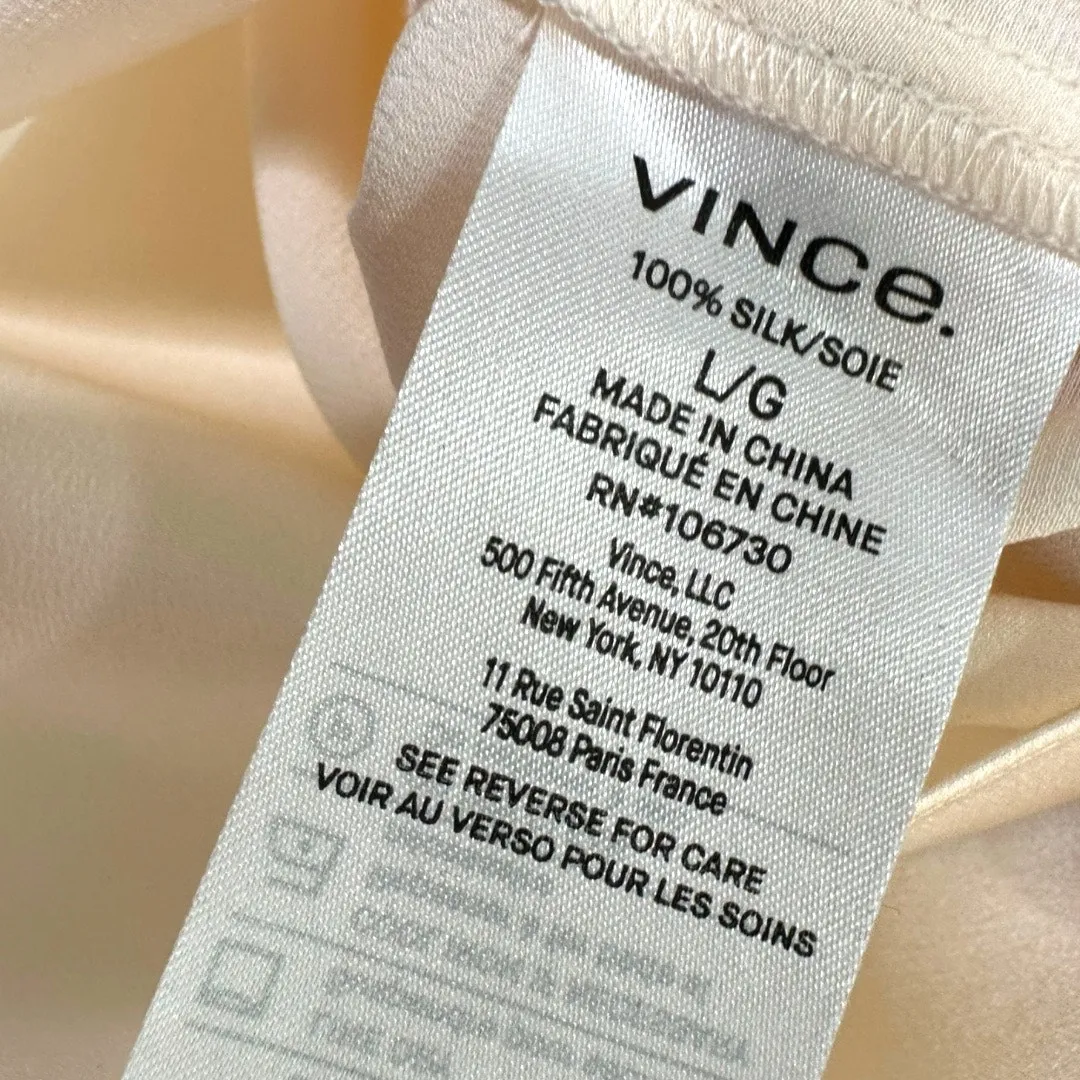 VINCE.
100% SILK/SOIE
L/G
MADE IN CHINA
FABRIQUÉ EN CHINE
RN#106730
Vince, LLC
500 Fifth Avenue, 20th Floor
New York, NY 10110
11 Rue Saint Florentin
75008 Paris France
SEE REVERSE FOR CARE
VOIR AU VERSO POUR LES SOINS